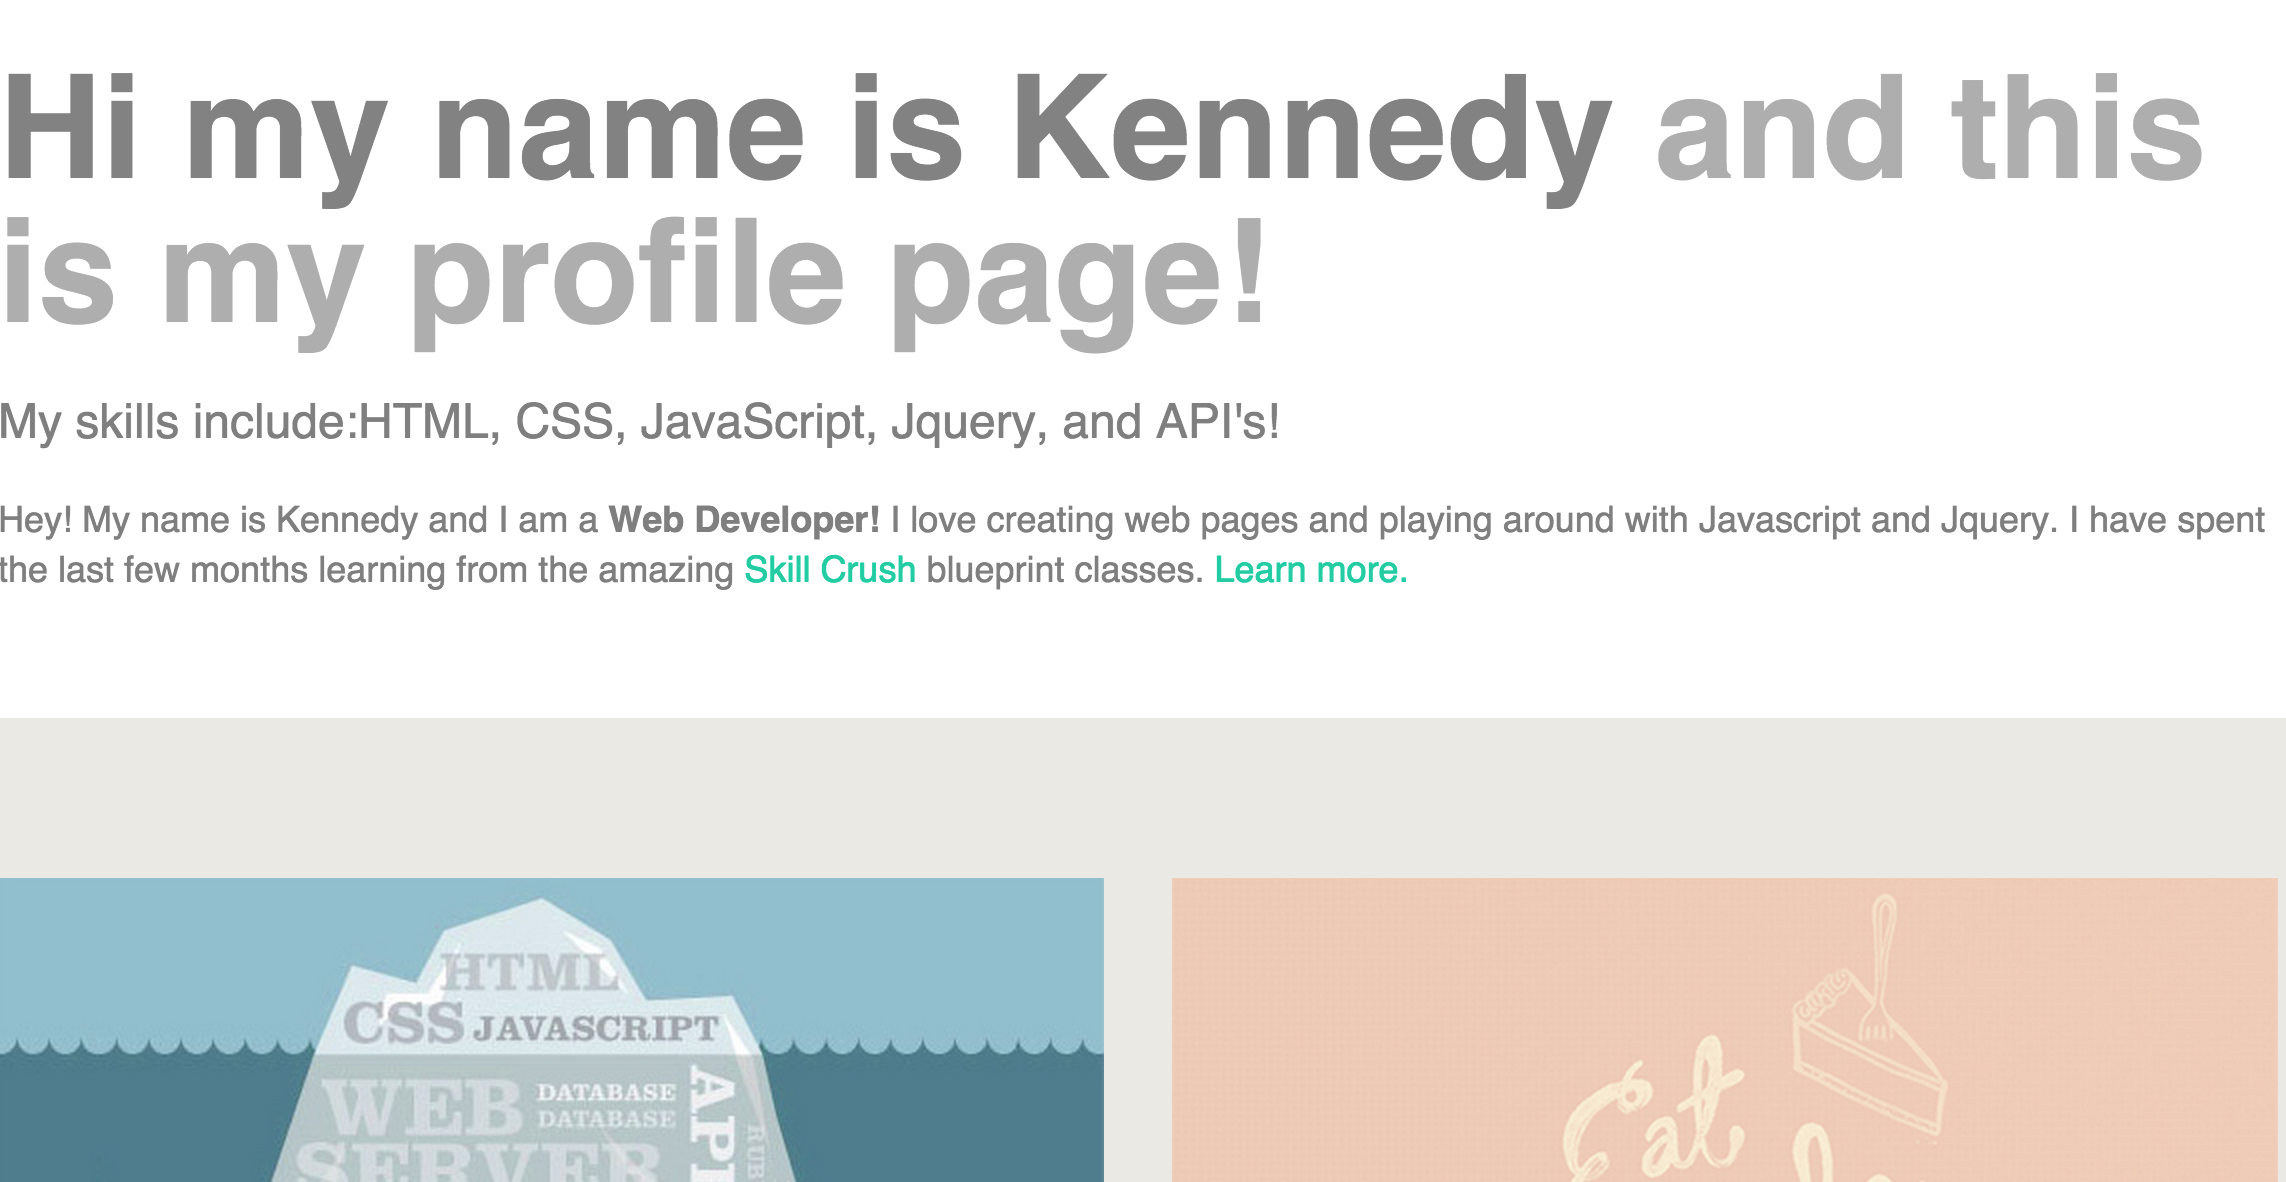 Hi my name is Kennedy and this
is my profile page!
My skills include:HTML, CSS, JavaScript, Jquery, and API's!
Hey! My name is Kennedy and I am a Web Developer! I love creating web pages and playing around with Javascript and Jquery. I have spent
the last few months learning from the amazing Skill Crush blueprint classes. Learn more.
HTML
CSS JAVASCRIPT
WEB DATABASE
DATABASE
SERVER
API
RUB
Eat